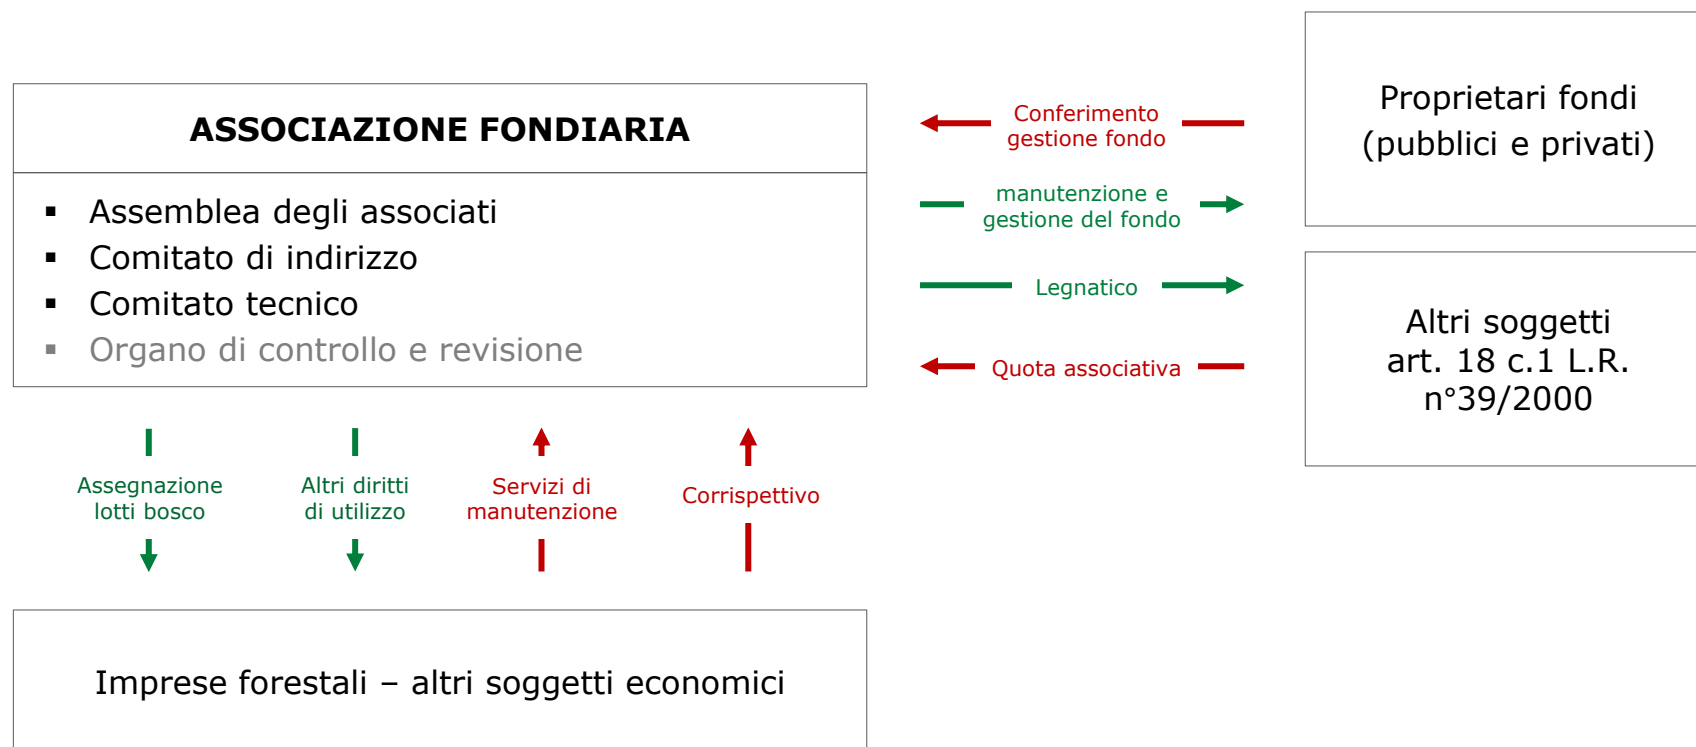 ASSOCIAZIONE FONDIARIA
▪ Assemblea degli associati
▪ Comitato di indirizzo
▪ Comitato tecnico
▪ Organo di controllo e revisione
Conferimento
gestione fondo
manutenzione e
gestione del fondo
Legnatico
Quota associativa
Proprietari fondi
(pubblici e privati)
Altri soggetti
art. 18 c.1 L.R.
n°39/2000
Assegnazione
lotti bosco
Altri diritti
di utilizzo
Servizi di
manutenzione
Corrispettivo
Imprese forestali – altri soggetti economici